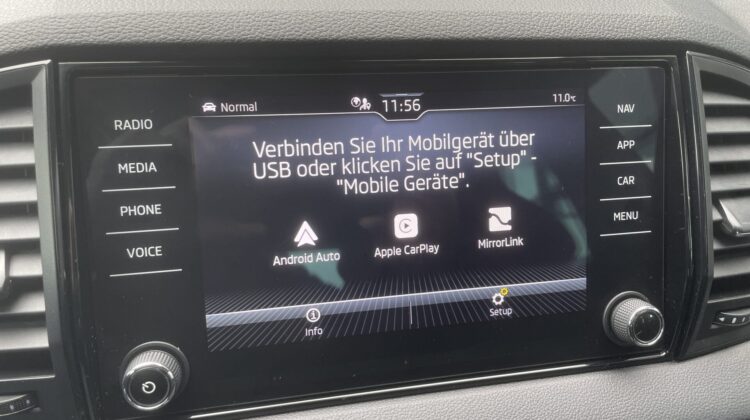 RADIO
MEDIA
PHONE
VOICE
Normal
11:56
11.0°C
Verbinden Sie Ihr Mobilgerät über
USB oder klicken Sie auf "Setup" -
"Mobile Geräte".
Android Auto
Apple CarPlay
MirrorLink
Info
Setup
NAV
APP
CAR
MENU